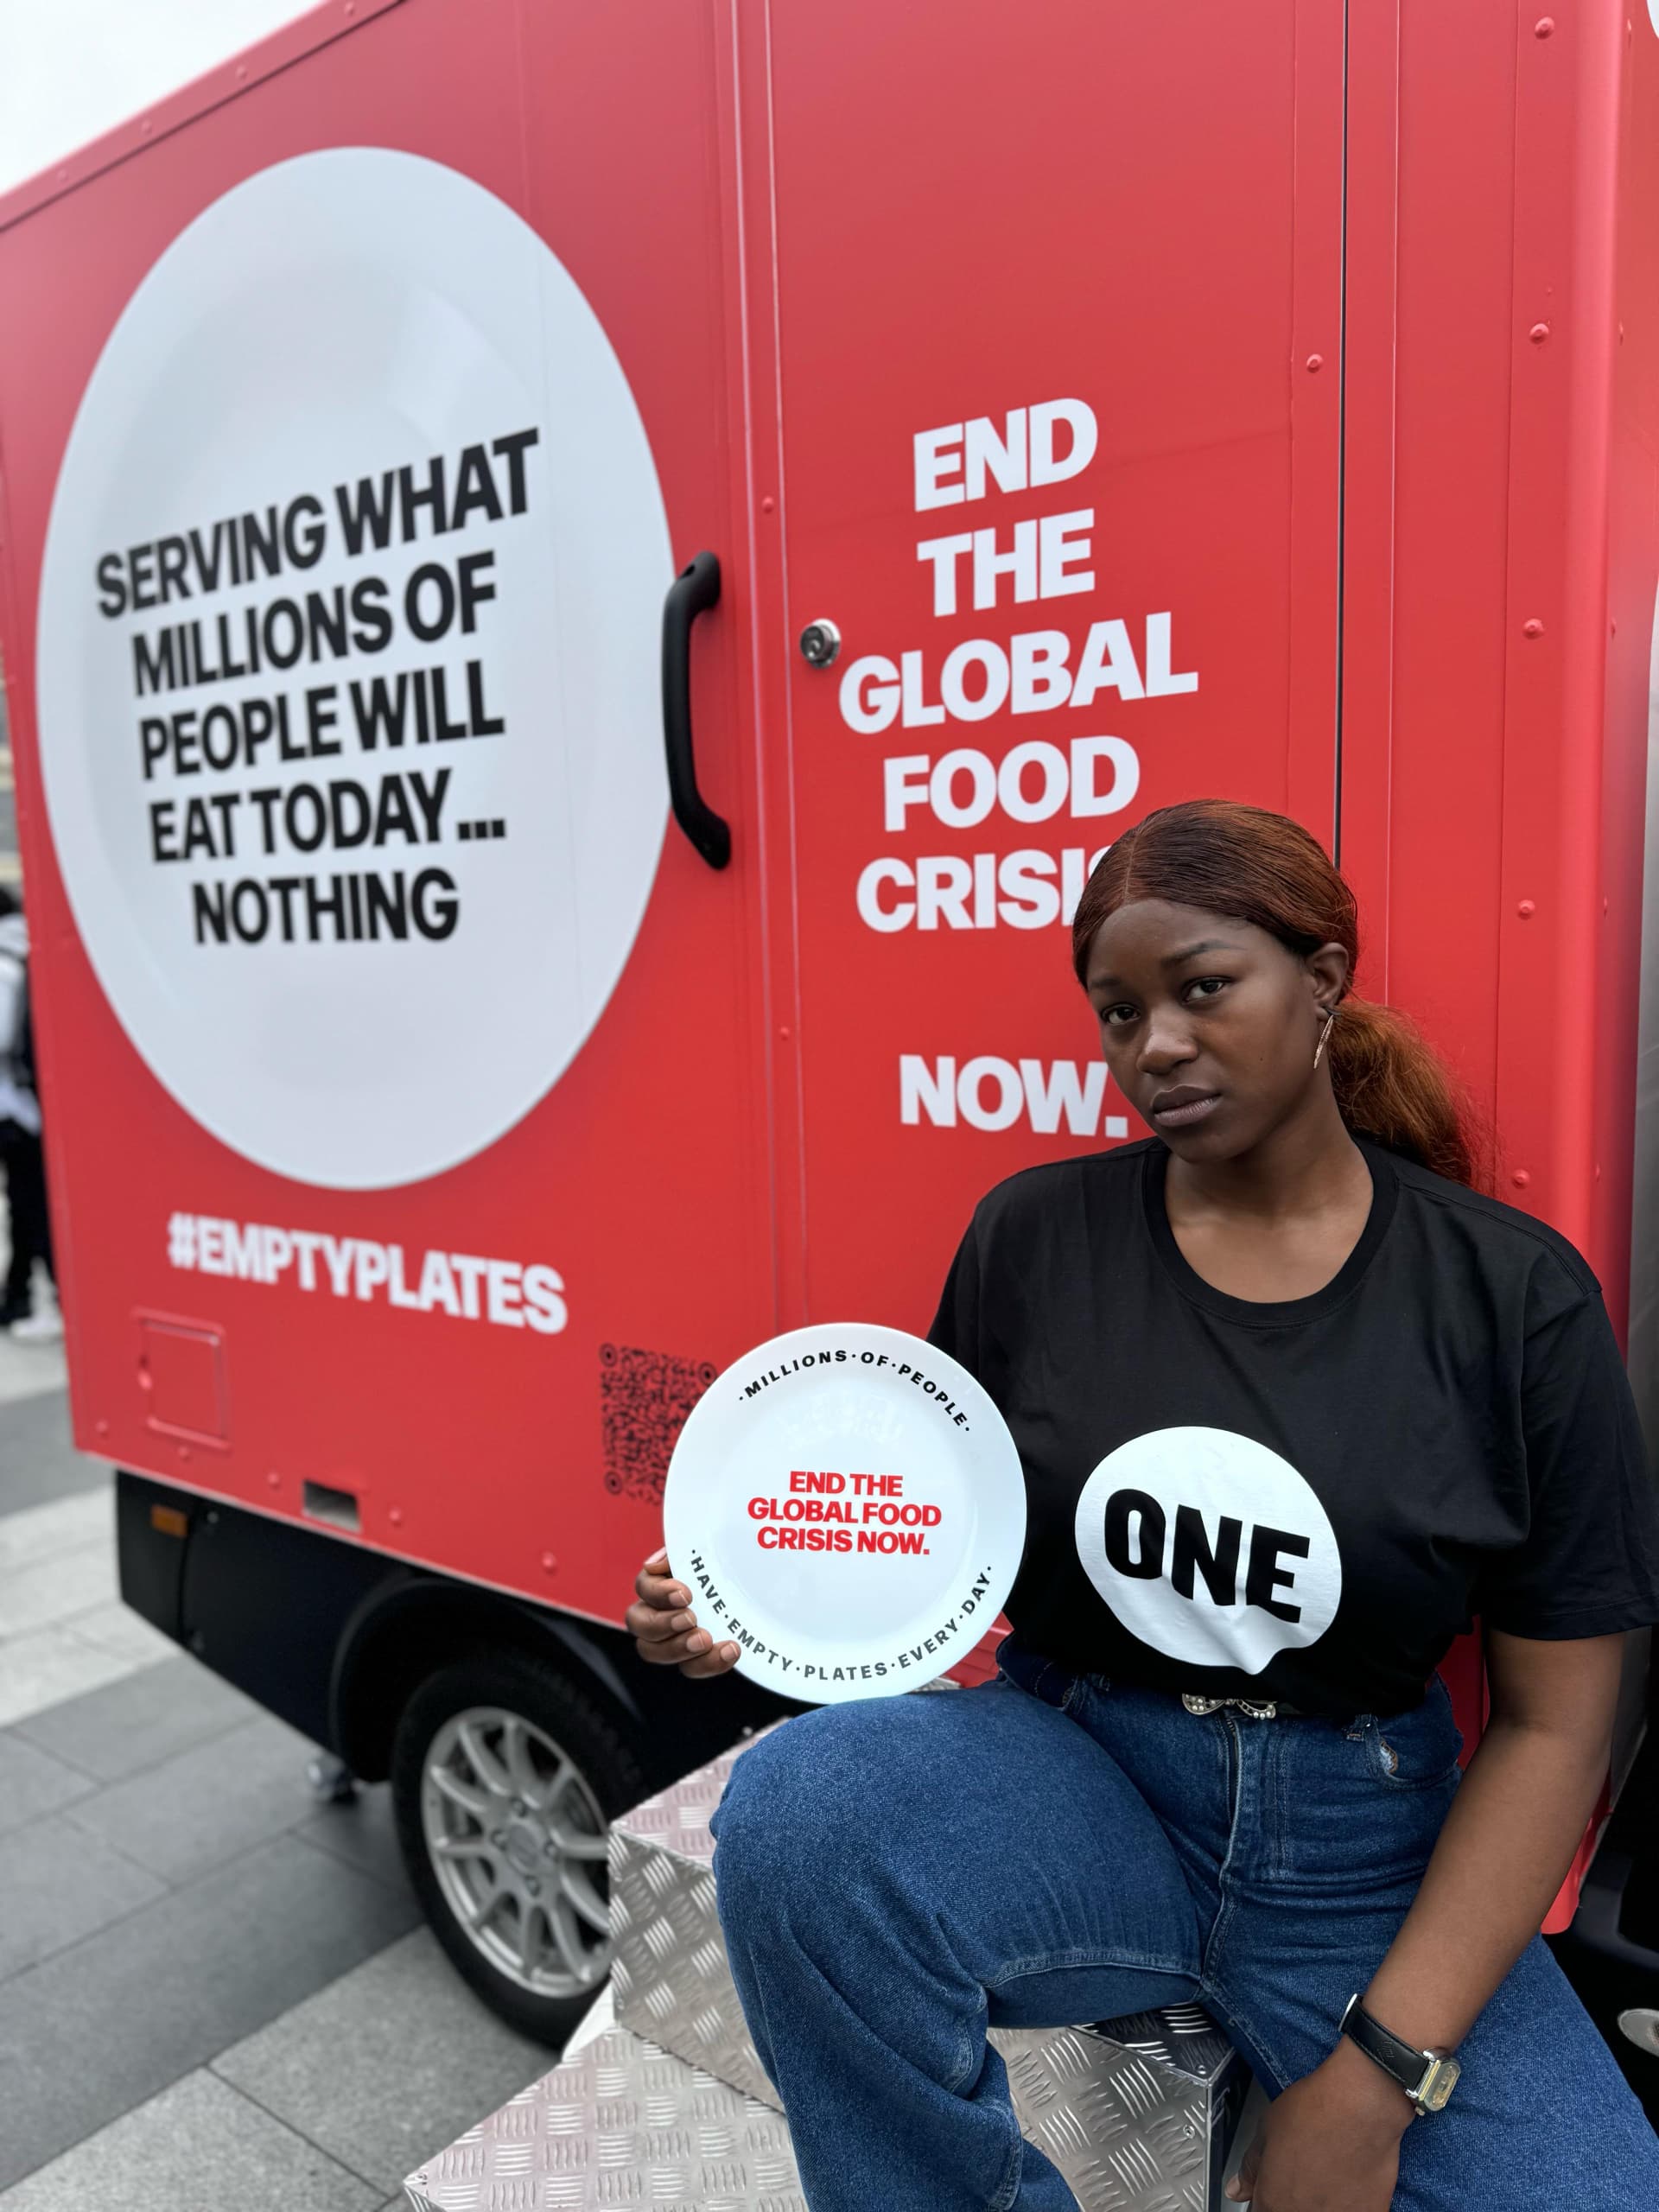 SERVING WHAT
MILLIONS OF
PEOPLE WILL
EAT TODAY...
NOTHING
#EMPTYPLATES
END
THE
GLOBAL
FOOD
CRISIS
NOW.
·MILLIONS·OF·PEOPLE·
END THE
GLOBAL FOOD
CRISIS NOW.
·HAVE·EMPTY·PLATES·EVERY·DAY·
ONE